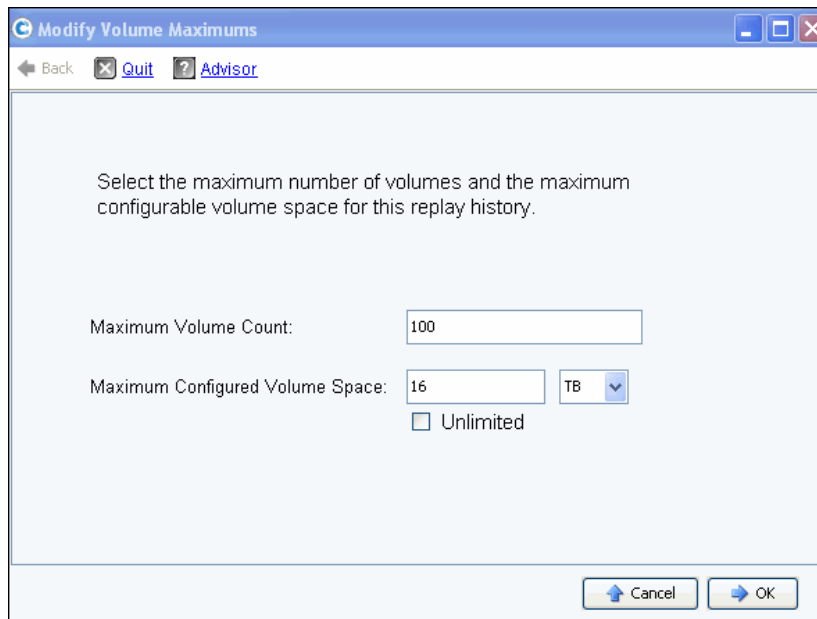 Modify Volume Maximums
Back Quit ? Advisor
Select the maximum number of volumes and the maximum
configurable volume space for this replay history.
Maximum Volume Count: 100
Maximum Configured Volume Space: 16 TB
Unlimited
Cancel OK